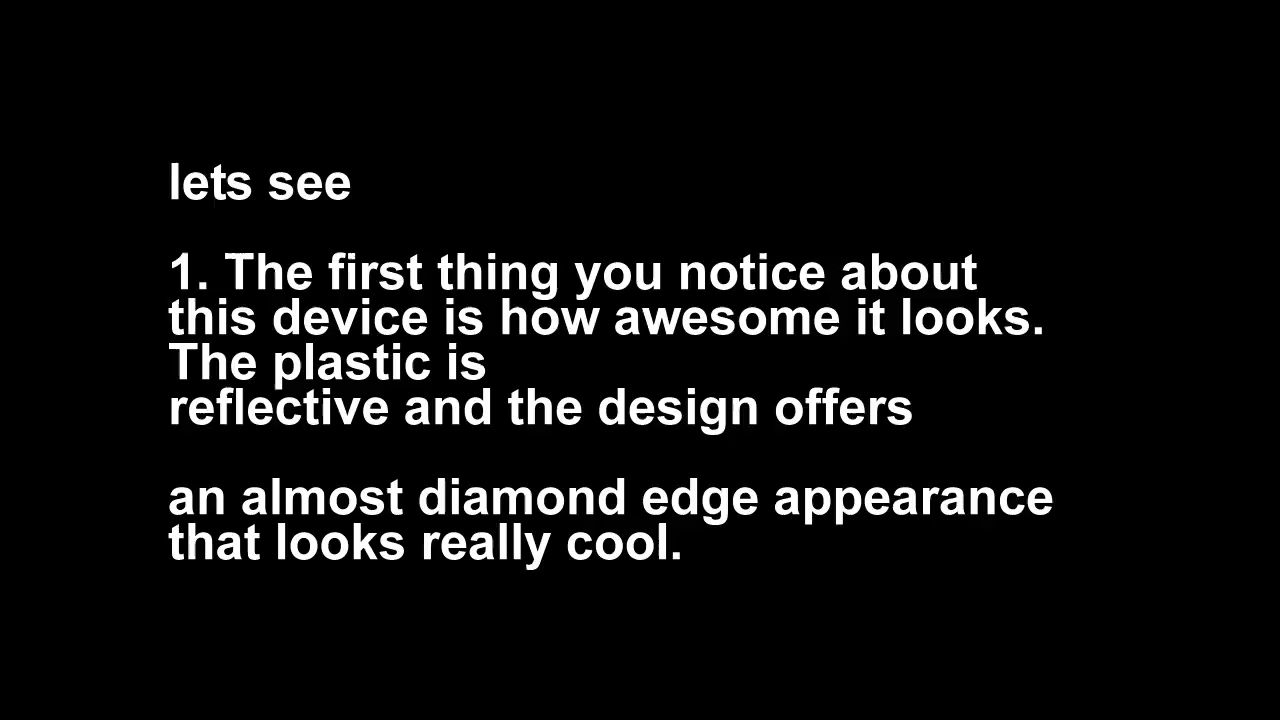 lets see
1. The first thing you notice about
this device is how awesome it looks.
The plastic is
reflective and the design offers
an almost diamond edge appearance
that looks really cool.